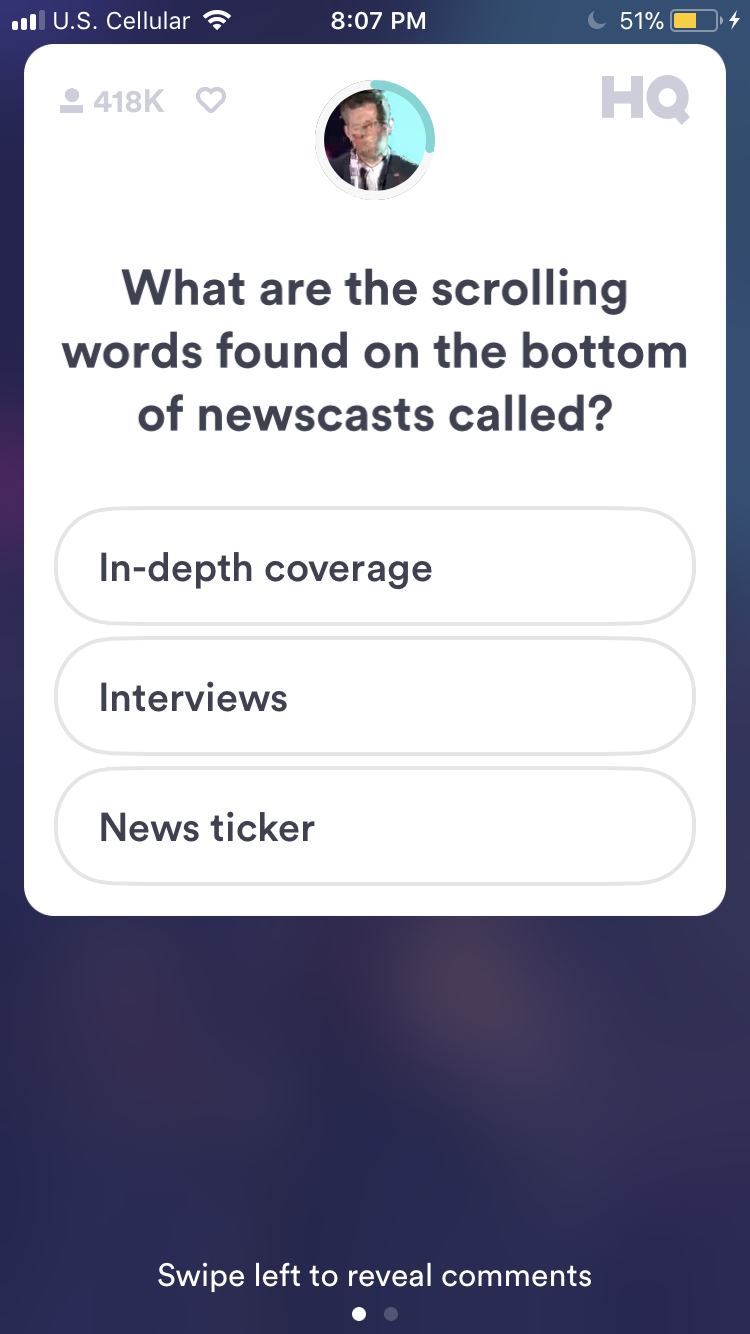 U.S. Cellular 8:07 PM 51%
418K HQ
What are the scrolling
words found on the bottom
of newscasts called?
In-depth coverage
Interviews
News ticker
Swipe left to reveal comments